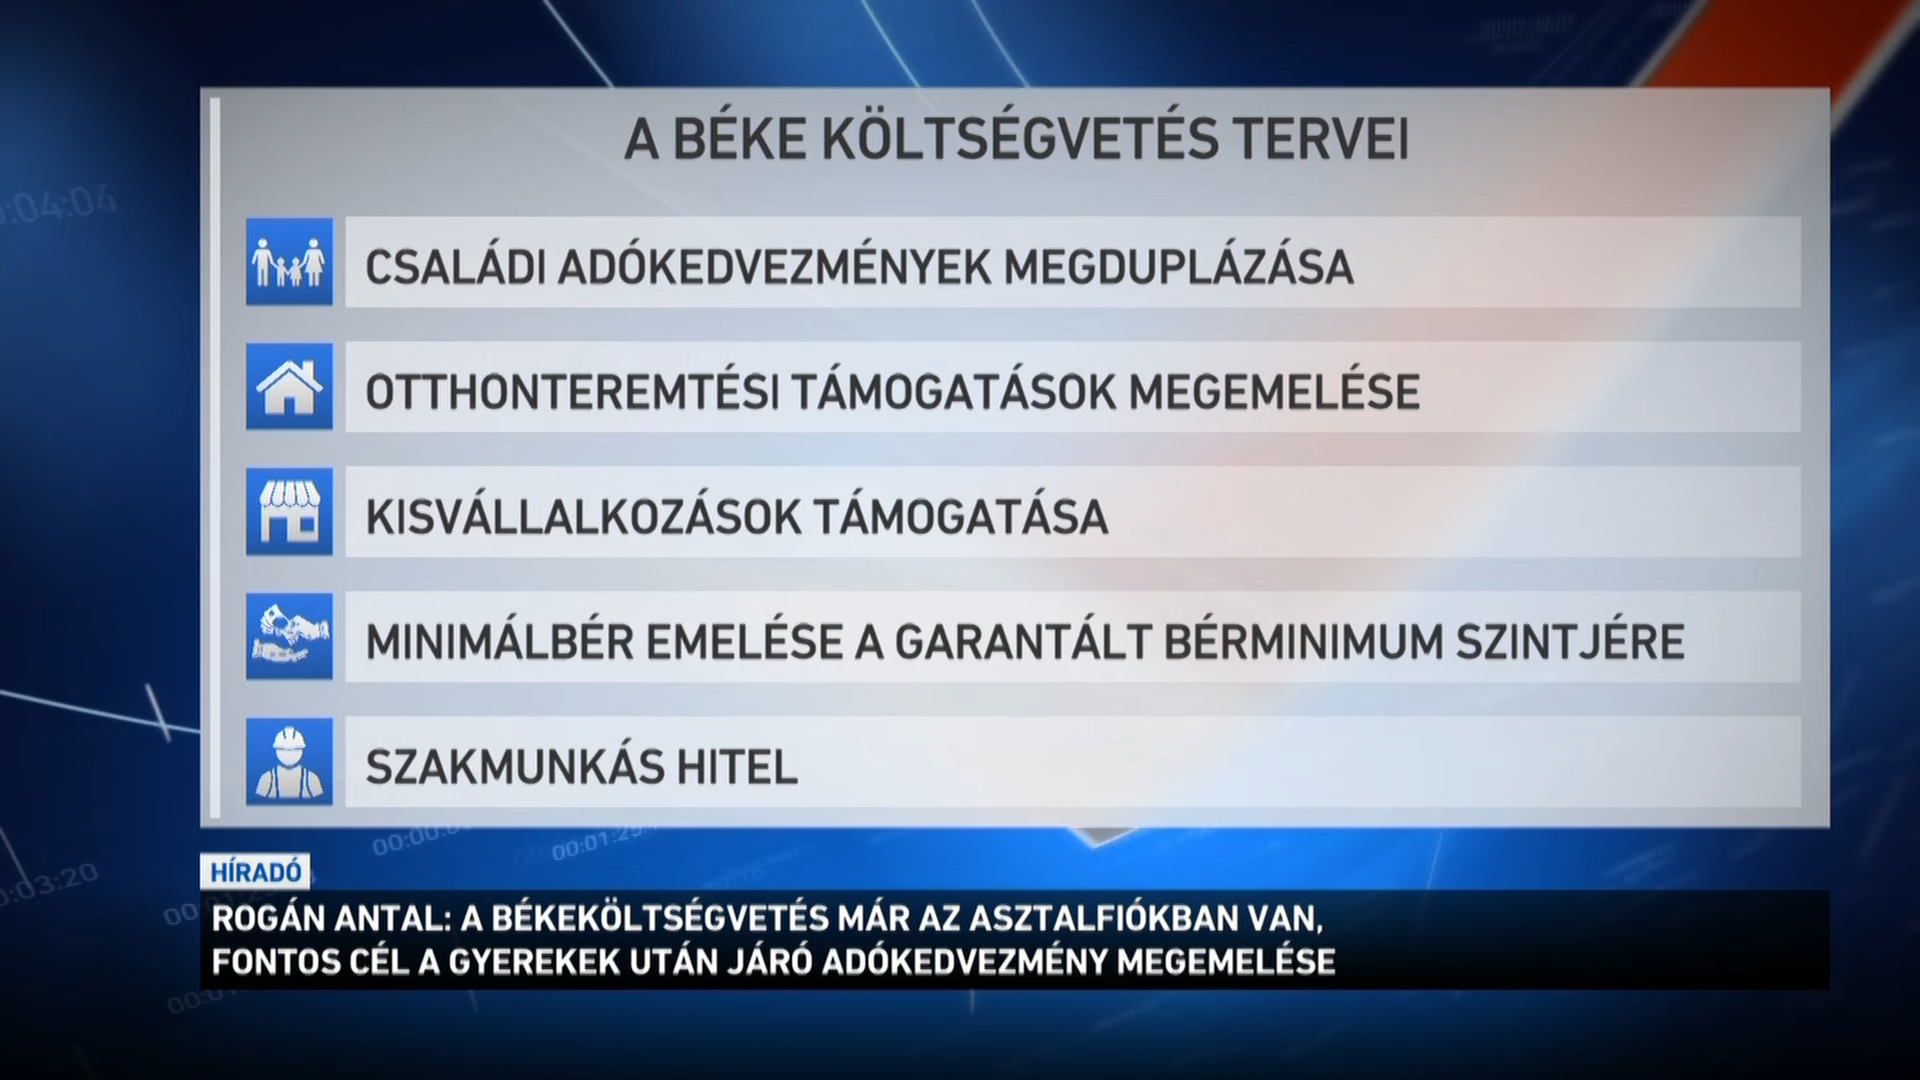 A BÉKE KÖLTSÉGVETÉS TERVEI
CSALÁDI ADÓKEDVEZMÉNYEK MEGDUPLÁZÁSA
OTTHONTEREMTÉSI TÁMOGATÁSOK MEGEMELÉSE
KISVÁLLALKOZÁSOK TÁMOGATÁSA
MINIMÁLBÉR EMELÉSE A GARANTÁLT BÉRMINIMUM SZINTJÉRE
SZAKMUNKÁS HITEL
HÍRADÓ
ROGÁN ANTAL: A BÉKEKÖLTSÉGVETÉS MÁR AZ ASZTALFIÓKBAN VAN,
FONTOS CÉL A GYEREKEK UTÁN JÁRÓ ADÓKEDVEZMÉNY MEGEMELÉSE